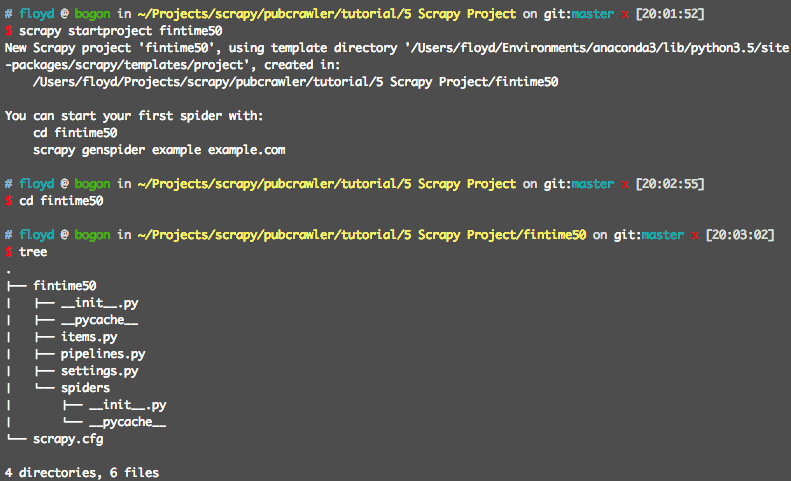 # floyd @ bogon in ~/Projects/scrapy/pubcrawler/tutorial/5 Scrapy Project on git:master x [20:01:52]
$ scrapy startproject fintime50
New Scrapy project 'fintime50', using template directory '/Users/floyd/Environments/anaconda3/lib/python3.5/site
-packages/scrapy/templates/project', created in:
    /Users/floyd/Projects/scrapy/pubcrawler/tutorial/5 Scrapy Project/fintime50

You can start your first spider with:
    cd fintime50
    scrapy genspider example example.com

# floyd @ bogon in ~/Projects/scrapy/pubcrawler/tutorial/5 Scrapy Project on git:master x [20:02:55]
$ cd fintime50

# floyd @ bogon in ~/Projects/scrapy/pubcrawler/tutorial/5 Scrapy Project/fintime50 on git:master x [20:03:02]
$ tree
.
├── fintime50
│   ├── __init__.py
│   ├── __pycache__
│   ├── items.py
│   ├── pipelines.py
│   ├── settings.py
│   └── spiders
│       ├── __init__.py
│       └── __pycache__
└── scrapy.cfg

4 directories, 6 files